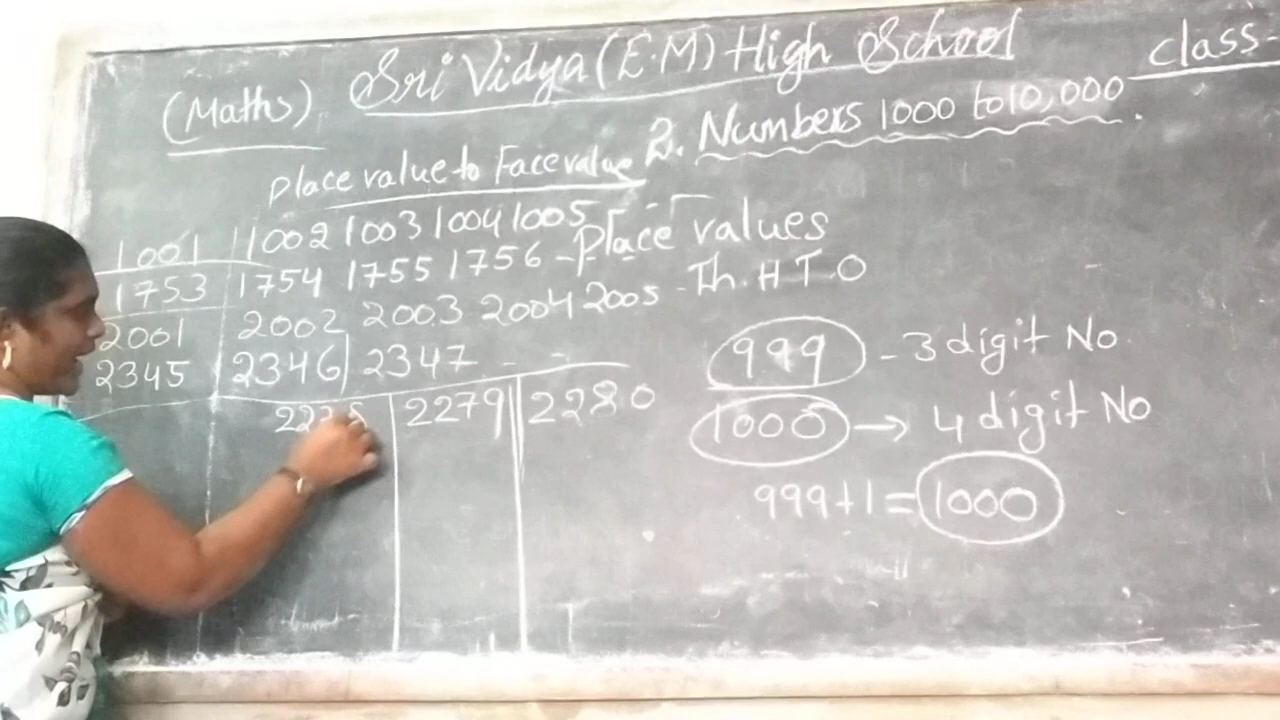 Sri Vidya (E.M) High School
class-
(Maths)
2. Numbers 1000 to 10,000
Place value to Face value
1001 1002 1003 1004 1005 - -
1753 1754 1755 1756 - Place values
2001 2002 2003 2004 2005 - Th. H T.O
2345 2346 2347 - -
2279 2280
999 - 3 digit No
1000 → 4 digit No
999+1=1000